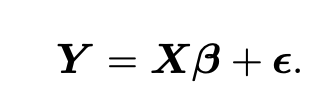 Y = Xβ + ϵ.